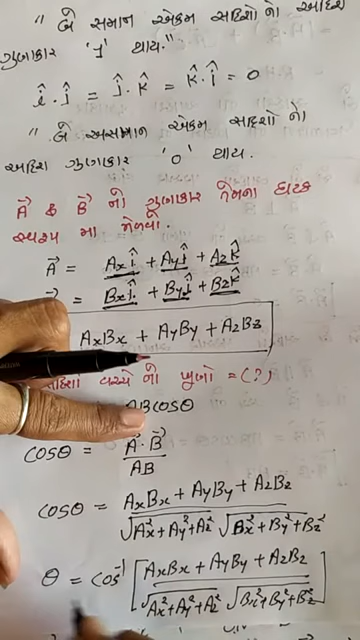 " બે સમાન એકમ સદિશો નો અદિશ
ગુણાકાર '1' થાય."
î·ĵ = ĵ·k̂ = k̂·î = 0
" બે અસમાન એકમ સદિશો નો
અદિશ ગુણાકાર '0' થાય.
A⃗ & B⃗ નો ગુણાકાર તેમના ઘટક
સ્વરૂપ માં મેળવો.
A⃗ = Axî + Ayĵ + Azk̂
= Bxî + Byĵ + Bzk̂
AxBx + AyBy + AzBz
વચ્ચે નો ખૂણો = (?)
ABcosθ
cosθ = A⃗·B⃗ / AB
cosθ = AxBx + AyBy + AzBz / √Ax²+Ay²+Az² √Bx²+By²+Bz²
θ = cos⁻¹ [AxBx + AyBy + AzBz / √Ax²+Ay²+Az² √Bx²+By²+Bz²]